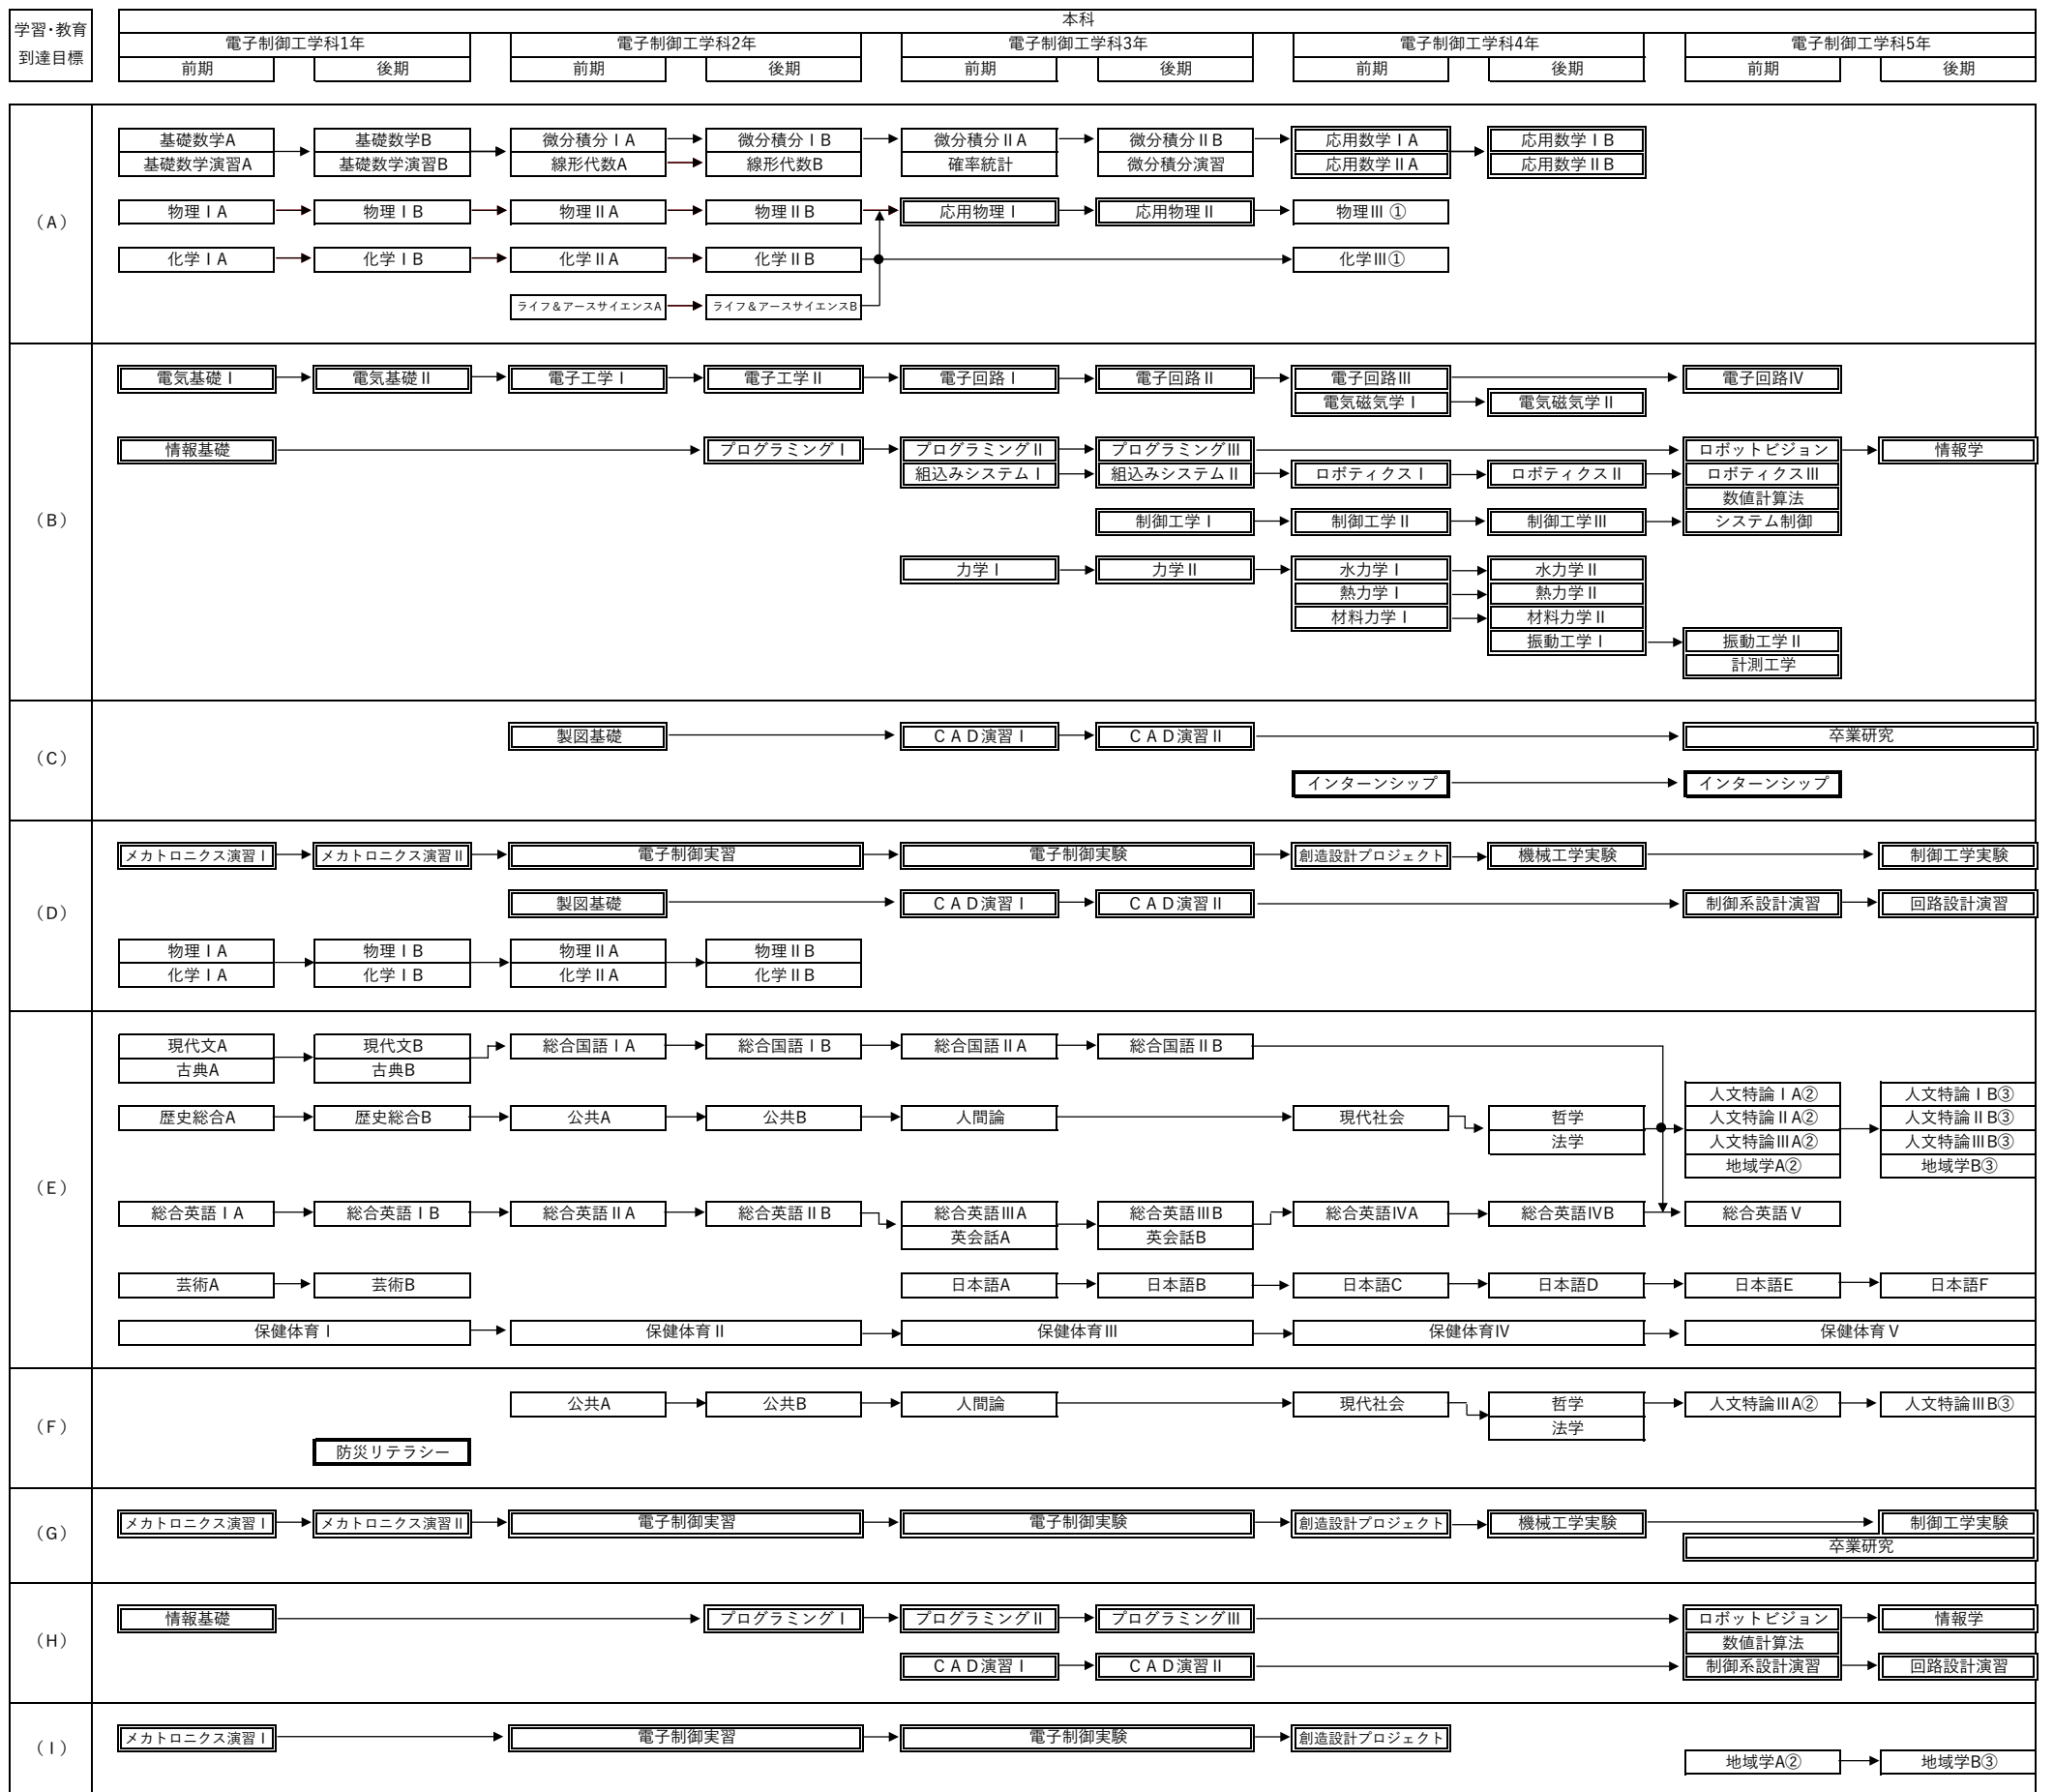 学習・教育 本科
到達目標 電子制御工学科1年 電子制御工学科2年 電子制御工学科3年 電子制御工学科4年 電子制御工学科5年
前期 後期 前期 後期 前期 後期 前期 後期 前期 後期
(A)
基礎数学A 基礎数学B 微分積分ⅠA 微分積分ⅠB 微分積分ⅡA 微分積分ⅡB 応用数学ⅠA 応用数学ⅠB
基礎数学演習A 基礎数学演習B 線形代数A 線形代数B 確率統計 微分積分演習 応用数学ⅡA 応用数学ⅡB
物理ⅠA 物理ⅠB 物理ⅡA 物理ⅡB 応用物理Ⅰ 応用物理Ⅱ 物理Ⅲ ①
化学ⅠA 化学ⅠB 化学ⅡA 化学ⅡB 化学Ⅲ①
ライフ&アースサイエンスA ライフ&アースサイエンスB
(B)
電気基礎Ⅰ 電気基礎Ⅱ 電子工学Ⅰ 電子工学Ⅱ 電子回路Ⅰ 電子回路Ⅱ 電子回路Ⅲ 電子回路Ⅳ
電気磁気学Ⅰ 電気磁気学Ⅱ
情報基礎 プログラミングⅠ プログラミングⅡ プログラミングⅢ ロボットビジョン 情報学
組込みシステムⅠ 組込みシステムⅡ ロボティクスⅠ ロボティクスⅡ ロボティクスⅢ
数値計算法
制御工学Ⅰ 制御工学Ⅱ 制御工学Ⅲ システム制御
力学Ⅰ 力学Ⅱ 水力学Ⅰ 水力学Ⅱ
熱力学Ⅰ 熱力学Ⅱ
材料力学Ⅰ 材料力学Ⅱ
振動工学Ⅰ 振動工学Ⅱ
計測工学
(C)
製図基礎 CAD演習Ⅰ CAD演習Ⅱ 卒業研究
インターンシップ インターンシップ
(D)
メカトロニクス演習Ⅰ メカトロニクス演習Ⅱ 電子制御実習 電子制御実験 創造設計プロジェクト 機械工学実験 制御工学実験
製図基礎 CAD演習Ⅰ CAD演習Ⅱ 制御系設計演習 回路設計演習
物理ⅠA 物理ⅠB 物理ⅡA 物理ⅡB
化学ⅠA 化学ⅠB 化学ⅡA 化学ⅡB
(E)
現代文A 現代文B 総合国語ⅠA 総合国語ⅠB 総合国語ⅡA 総合国語ⅡB
古典A 古典B
人文特論ⅠA② 人文特論ⅠB③
歴史総合A 歴史総合B 公共A 公共B 人間論 現代社会 哲学 人文特論ⅡA② 人文特論ⅡB③
法学 人文特論ⅢA② 人文特論ⅢB③
地域学A② 地域学B③
総合英語ⅠA 総合英語ⅠB 総合英語ⅡA 総合英語ⅡB 総合英語ⅢA 総合英語ⅢB 総合英語ⅣA 総合英語ⅣB 総合英語Ⅴ
英会話A 英会話B
芸術A 芸術B 日本語A 日本語B 日本語C 日本語D 日本語E 日本語F
保健体育Ⅰ 保健体育Ⅱ 保健体育Ⅲ 保健体育Ⅳ 保健体育Ⅴ
(F)
公共A 公共B 人間論 現代社会 哲学 人文特論ⅢA② 人文特論ⅢB③
法学
防災リテラシー
(G)
メカトロニクス演習Ⅰ メカトロニクス演習Ⅱ 電子制御実習 電子制御実験 創造設計プロジェクト 機械工学実験 制御工学実験
卒業研究
(H)
情報基礎 プログラミングⅠ プログラミングⅡ プログラミングⅢ ロボットビジョン 情報学
数値計算法
CAD演習Ⅰ CAD演習Ⅱ 制御系設計演習 回路設計演習
(I)
メカトロニクス演習Ⅰ 電子制御実習 電子制御実験 創造設計プロジェクト
地域学A② 地域学B③